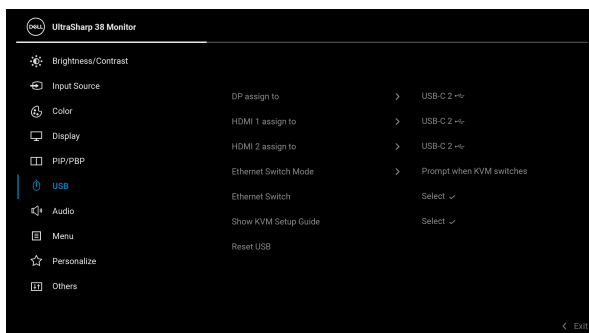 DELL UltraSharp 38 Monitor
Brightness/Contrast
Input Source
Color
Display
PIP/PBP
USB
Audio
Menu
Personalize
Others
DP assign to > USB-C 2
HDMI 1 assign to > USB-C 2
HDMI 2 assign to > USB-C 2
Ethernet Switch Mode > Prompt when KVM switches
Ethernet Switch Select ✓
Show KVM Setup Guide Select ✓
Reset USB
< Exit